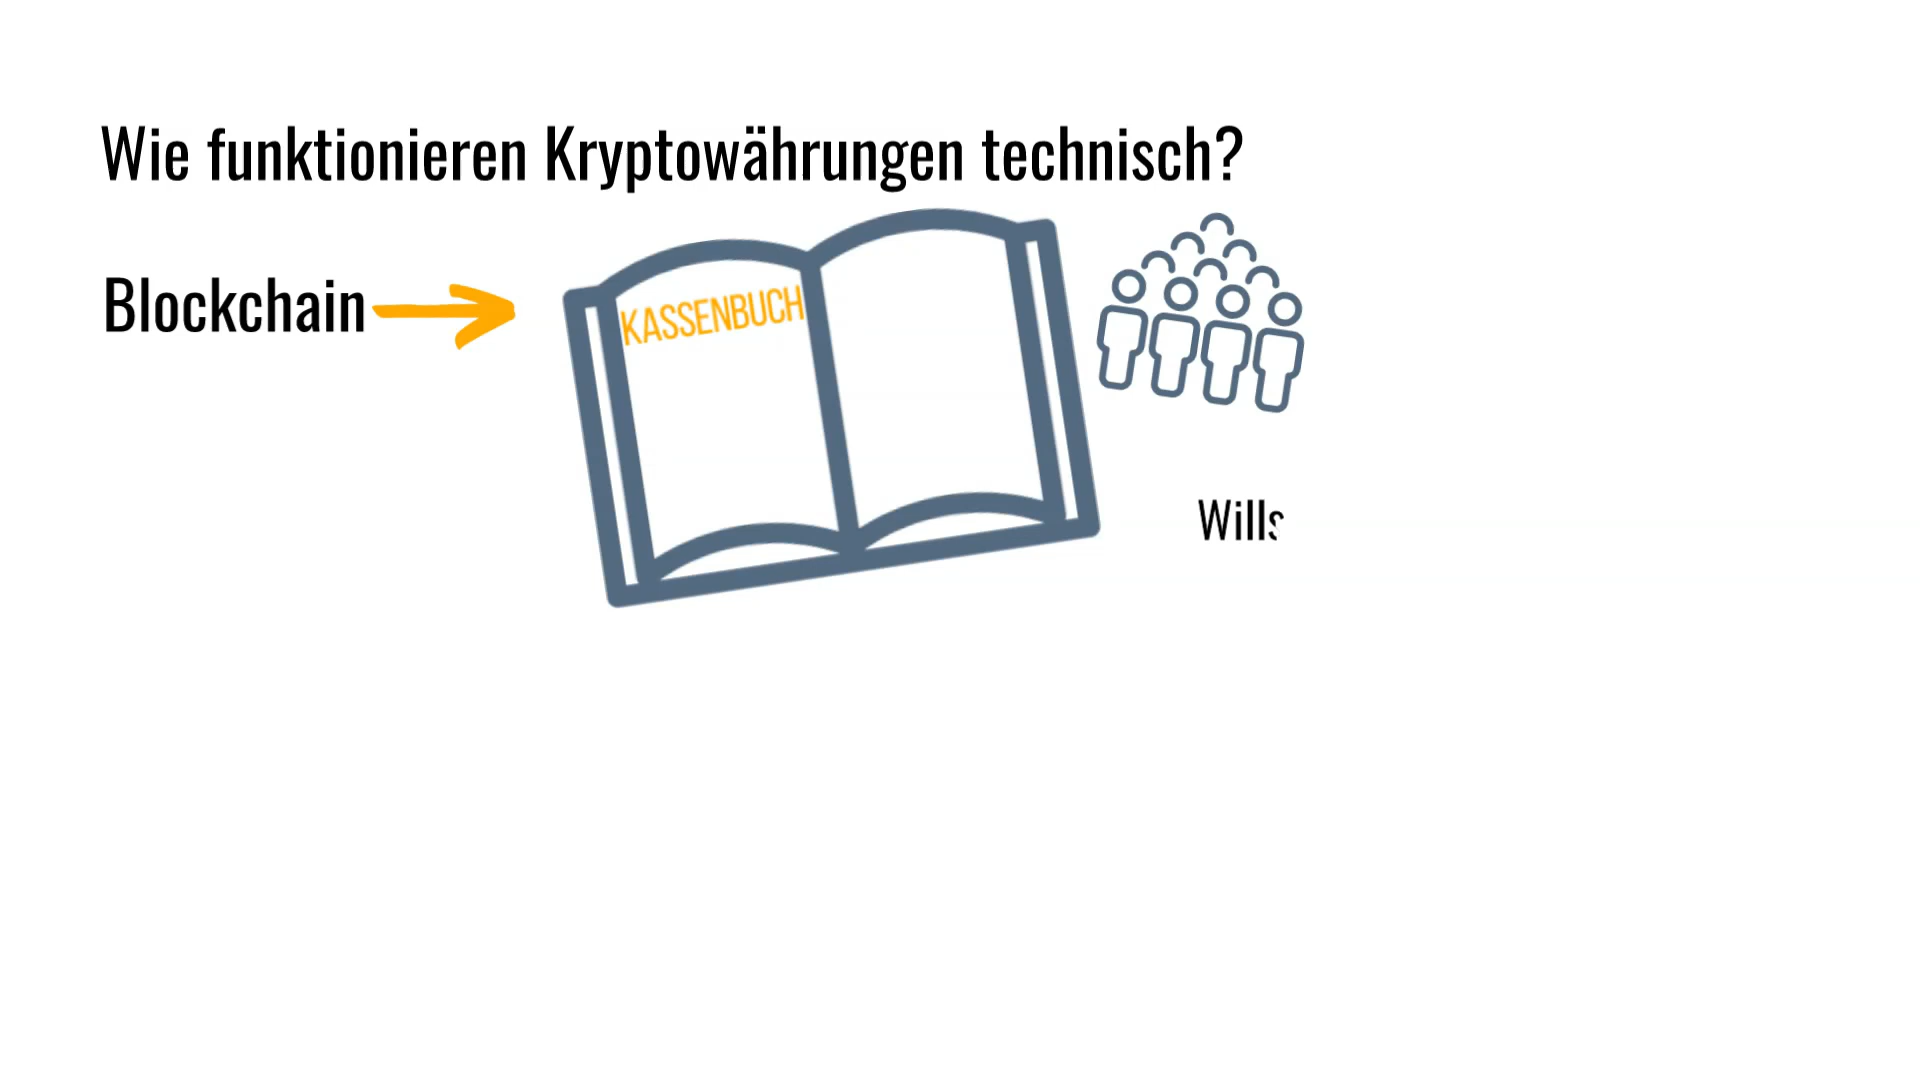 Wie funktionieren Kryptowährungen technisch?
Blockchain
KASSENBUCH
Wills